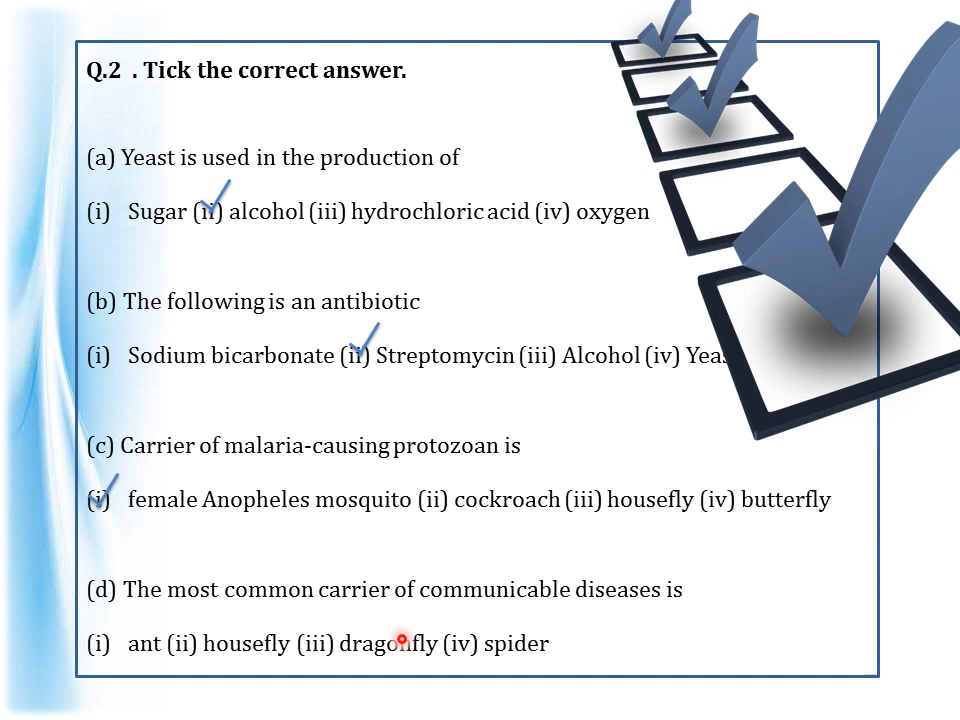 Q.2 . Tick the correct answer.
(a) Yeast is used in the production of
(i) Sugar (ii) alcohol (iii) hydrochloric acid (iv) oxygen
(b) The following is an antibiotic
(i) Sodium bicarbonate (ii) Streptomycin (iii) Alcohol (iv)
(c) Carrier of malaria-causing protozoan is
(i) female Anopheles mosquito (ii) cockroach (iii) housefly (iv) butterfly
(d) The most common carrier of communicable diseases is
(i) ant (ii) housefly (iii) dragonfly (iv) spider